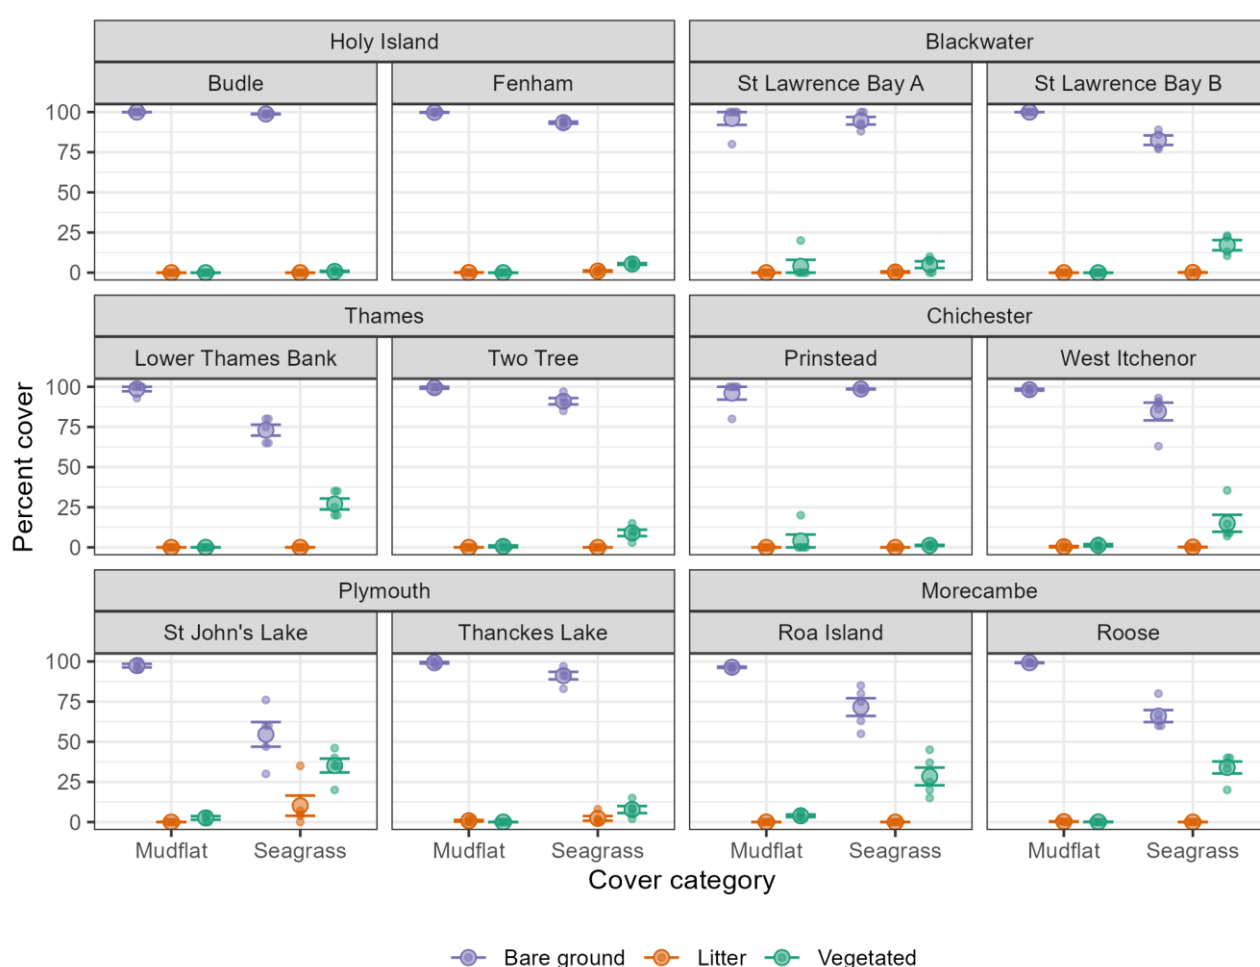 Holy Island Blackwater
Budle Fenham St Lawrence Bay A St Lawrence Bay B
100
75
50
25
0
Thames Chichester
Lower Thames Bank Two Tree Prinstead West Itchenor
100
75
50
25
0
Percent cover
Plymouth Morecambe
St John's Lake Thanckes Lake Roa Island Roose
100
75
50
25
0
Mudflat Seagrass Mudflat Seagrass Mudflat Seagrass Mudflat Seagrass
Cover category
Bare ground Litter Vegetated